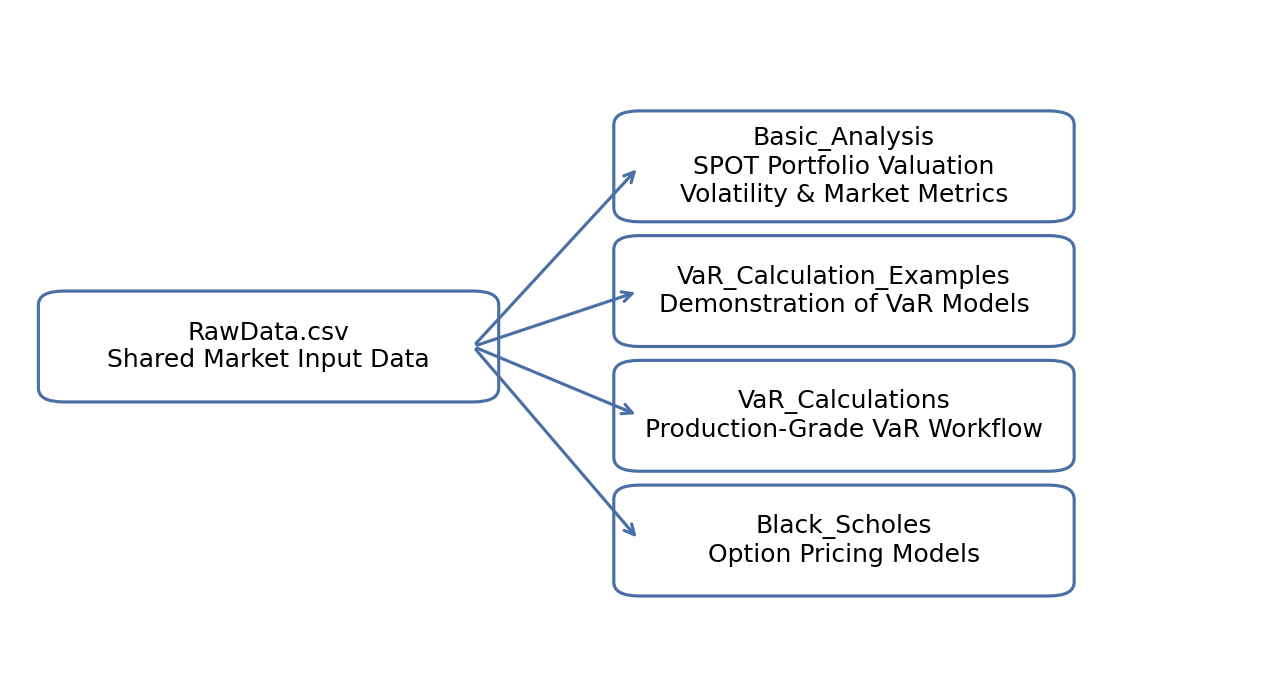 RawData.csv
Shared Market Input Data
Basic_Analysis
SPOT Portfolio Valuation
Volatility & Market Metrics
VaR_Calculation_Examples
Demonstration of VaR Models
VaR_Calculations
Production-Grade VaR Workflow
Black_Scholes
Option Pricing Models